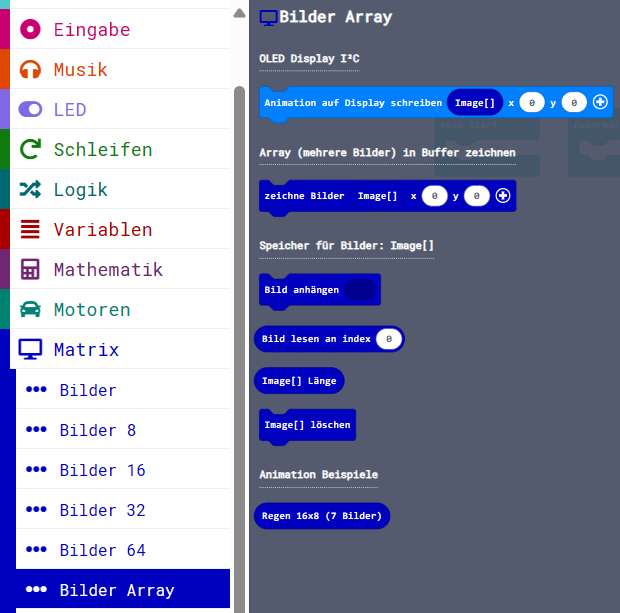 Eingabe
Musik
LED
Schleifen
Logik
Variablen
Mathematik
Motoren
Matrix
Bilder
Bilder 8
Bilder 16
Bilder 32
Bilder 64
Bilder Array
Bilder Array
OLED Display I²C
Animation auf Display schreiben Image[] x 0 y 0
Array (mehrere Bilder) in Buffer zeichnen
zeichne Bilder Image[] x 0 y 0
Speicher für Bilder: Image[]
Bild anhängen
Bild lesen an index 0
Image[] Länge
Image[] löschen
Animation Beispiele
Regen 16x8 (7 Bilder)